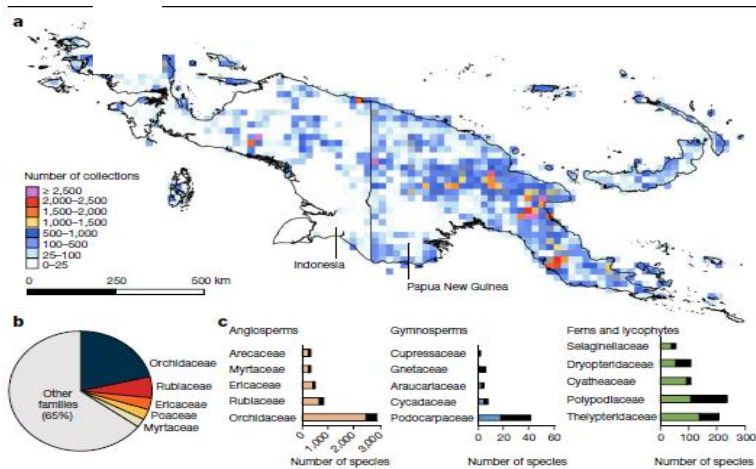 a
Number of collections
≥ 2,500
2,000–2,500
1,500–2,000
1,000–1,500
500–1,000
100–500
25–100
0–25
0 250 500 km
Indonesia
Papua New Guinea
b
Other families (65%)
Orchidaceae
Rubiaceae
Ericaceae
Poaceae
Myrtaceae
c
Angiosperms
Arecaceae
Myrtaceae
Ericaceae
Rubiaceae
Orchidaceae
0 1,000 2,000 3,000
Number of species
Gymnosperms
Cupressaceae
Gnetaceae
Araucariaceae
Cycadaceae
Podocarpaceae
0 20 40 60
Number of species
Ferns and lycophytes
Selaginellaceae
Dryopteridaceae
Cyatheaceae
Polypodiaceae
Thelypteridaceae
0 100 200 300
Number of species